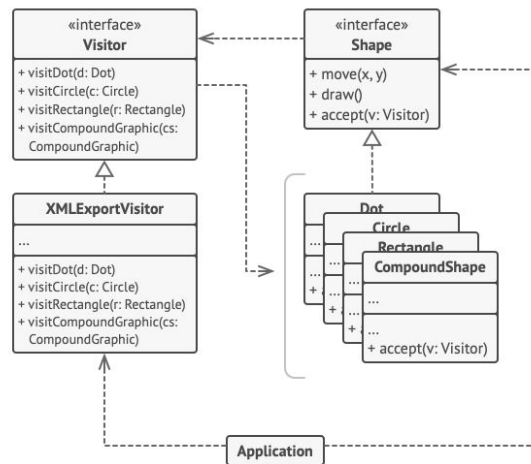 «interface»
Visitor
+ visitDot(d: Dot)
+ visitCircle(c: Circle)
+ visitRectangle(r: Rectangle)
+ visitCompoundGraphic(cs:
CompoundGraphic)
«interface»
Shape
+ move(x, y)
+ draw()
+ accept(v: Visitor)
XMLExportVisitor
...
+ visitDot(d: Dot)
+ visitCircle(c: Circle)
+ visitRectangle(r: Rectangle)
+ visitCompoundGraphic(cs:
CompoundGraphic)
Dot
...
...
+ a
Circle
...
...
+ a
Rectangle
...
...
+ a
CompoundShape
...
...
+ accept(v: Visitor)
Application